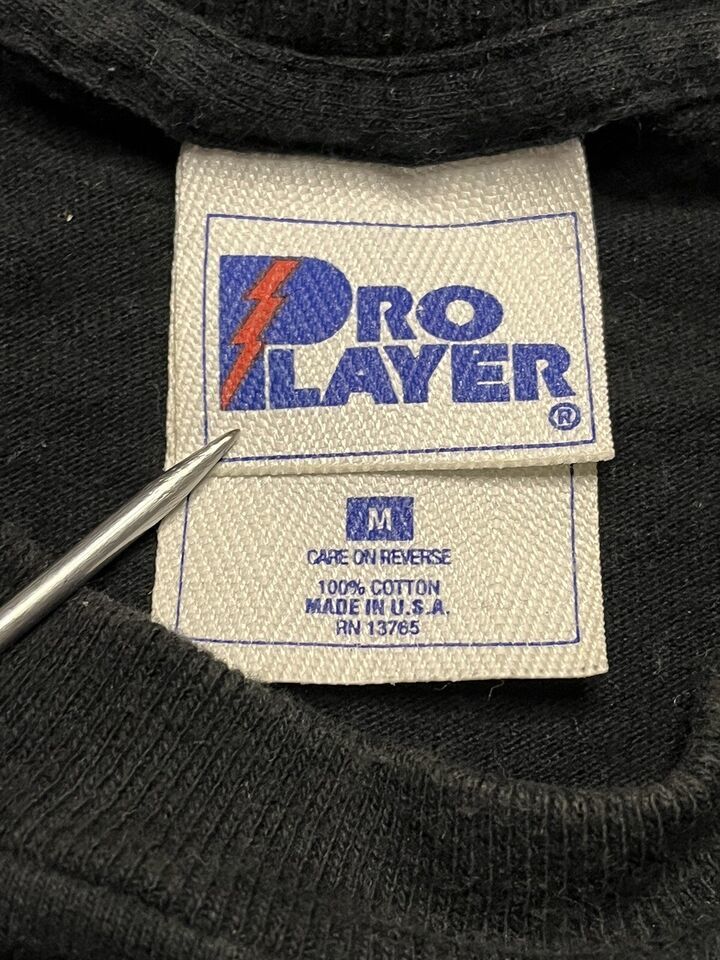 PRO
PLAYER
®
M
CARE ON REVERSE
100% COTTON
MADE IN U.S.A.
RN 13765